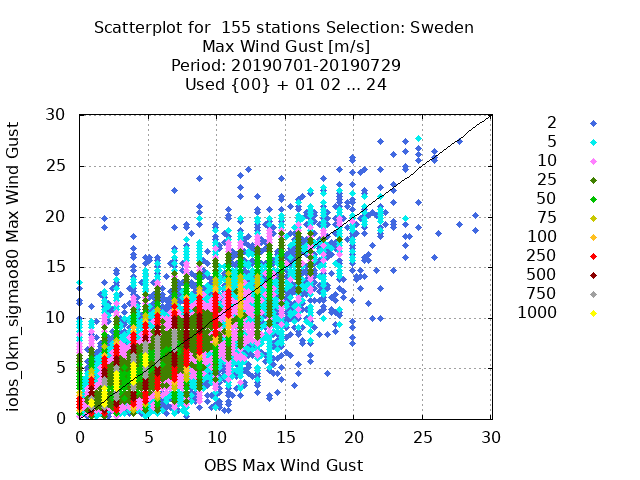 Scatterplot for  155 stations Selection: Sweden
Max Wind Gust [m/s]
Period: 20190701-20190729
Used {00} + 01 02 ... 24
iobs_0km_sigmao80 Max Wind Gust
30
25
20
15
10
5
0
0 5 10 15 20 25 30
OBS Max Wind Gust
2
5
10
25
50
75
100
250
500
750
1000